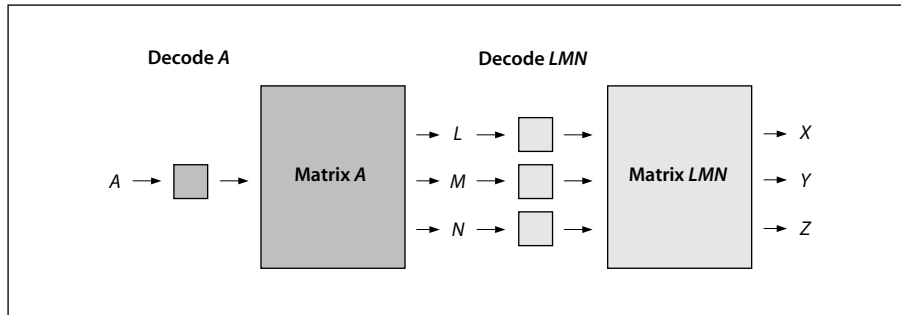 Decode A Decode LMN
L X
A Matrix A M Matrix LMN Y
N Z